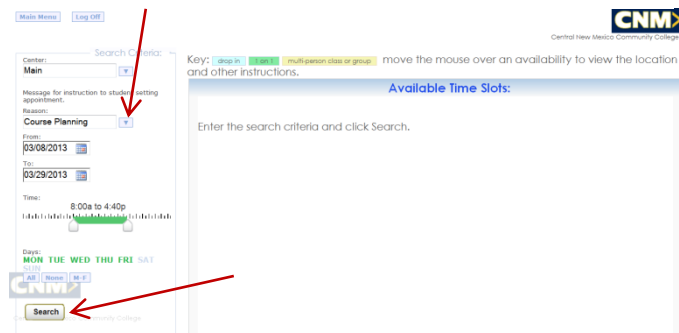 Main Menu Log Off
CNM
Central New Mexico Community College
Search Criteria:
Center:
Main
Message for instruction to student setting
appointment.
Reason:
Course Planning
From:
03/08/2013
To:
03/29/2013
Time:
8:00a to 4:40p
Days:
MON TUE WED THU FRI SAT
SUN
All None M-F
CNM
Search
Key: drop in 1 on 1 multi-person class or group move the mouse over an availability to view the location
and other instructions.
Available Time Slots:
Enter the search criteria and click Search.